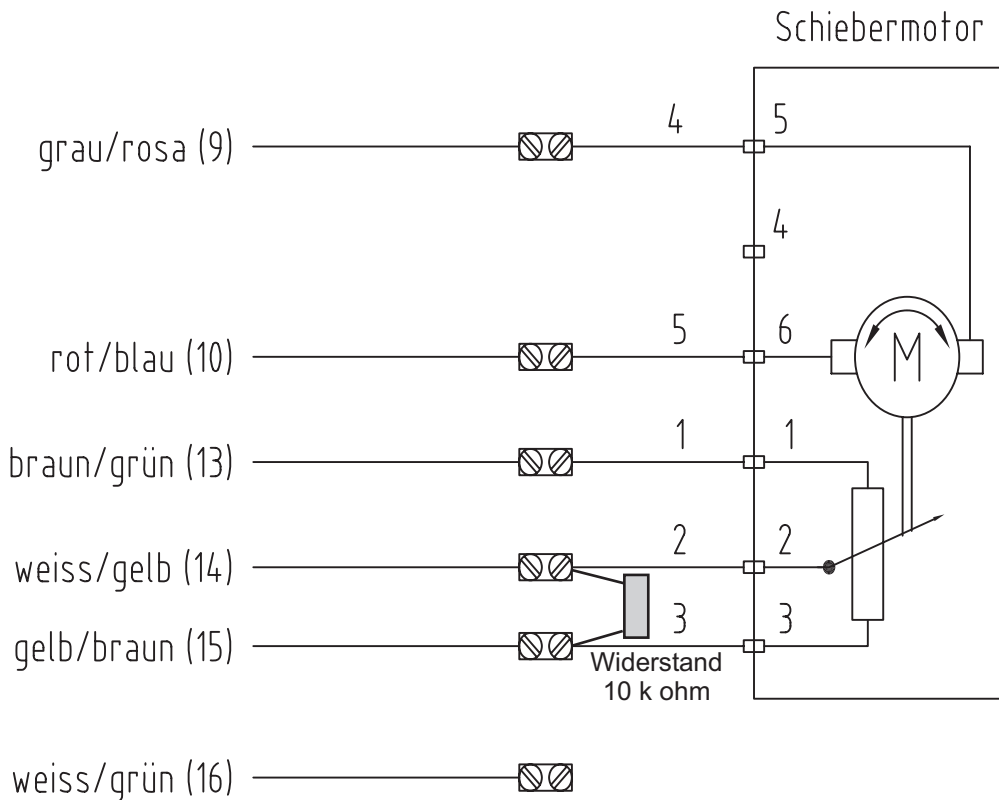 Schiebermotor
grau/rosa (9)
4
5
4
rot/blau (10)
5
6
M
braun/grün (13)
1
1
weiss/gelb (14)
2
2
gelb/braun (15)
3
3
Widerstand
10 k ohm
weiss/grün (16)